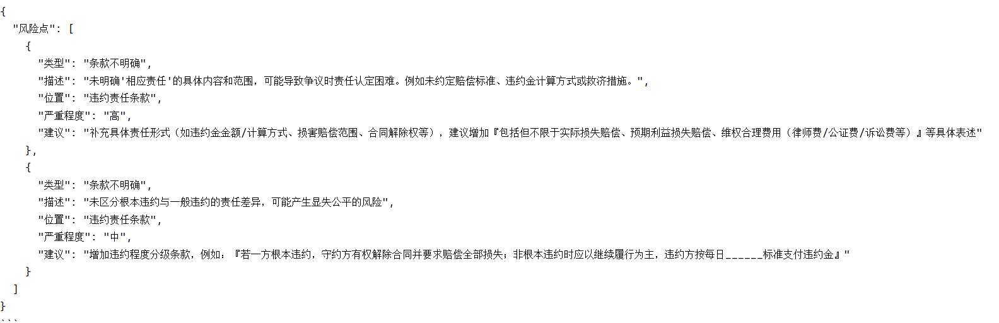 {
"风险点": [
{
"类型": "条款不明确",
"描述": "未明确'相应责任'的具体内容和范围，可能导致争议时责任认定困难。例如未约定赔偿标准、违约金计算方式或救济措施。",
"位置": "违约责任条款",
"严重程度": "高",
"建议": "补充具体责任形式（如违约金金额/计算方式、损害赔偿范围、合同解除权等），建议增加『包括但不限于实际损失赔偿、预期利益损失赔偿、维权合理费用（律师费/公证费/诉讼费等）』等具体表述"
},
{
"类型": "条款不明确",
"描述": "未区分根本违约与一般违约的责任差异，可能产生显失公平的风险",
"位置": "违约责任条款",
"严重程度": "中",
"建议": "增加违约程度分级条款，例如：『若一方根本违约，守约方有权解除合同并要求赔偿全部损失；非根本违约时应以继续履行为主，违约方按每日______标准支付违约金』"
}
]
}
```